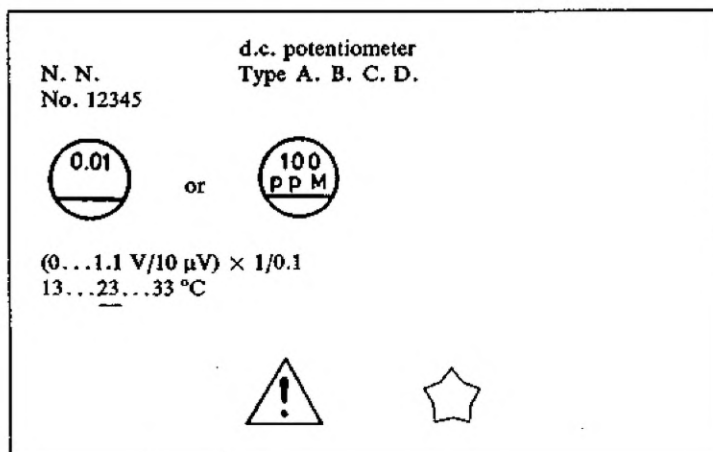 d.c. potentiometer
N. N. Type A. B. C. D.
No. 12345
0.01 or 100
ppM
(0...1.1 V/10 μV) × 1/0.1
13...23...33 °C
!